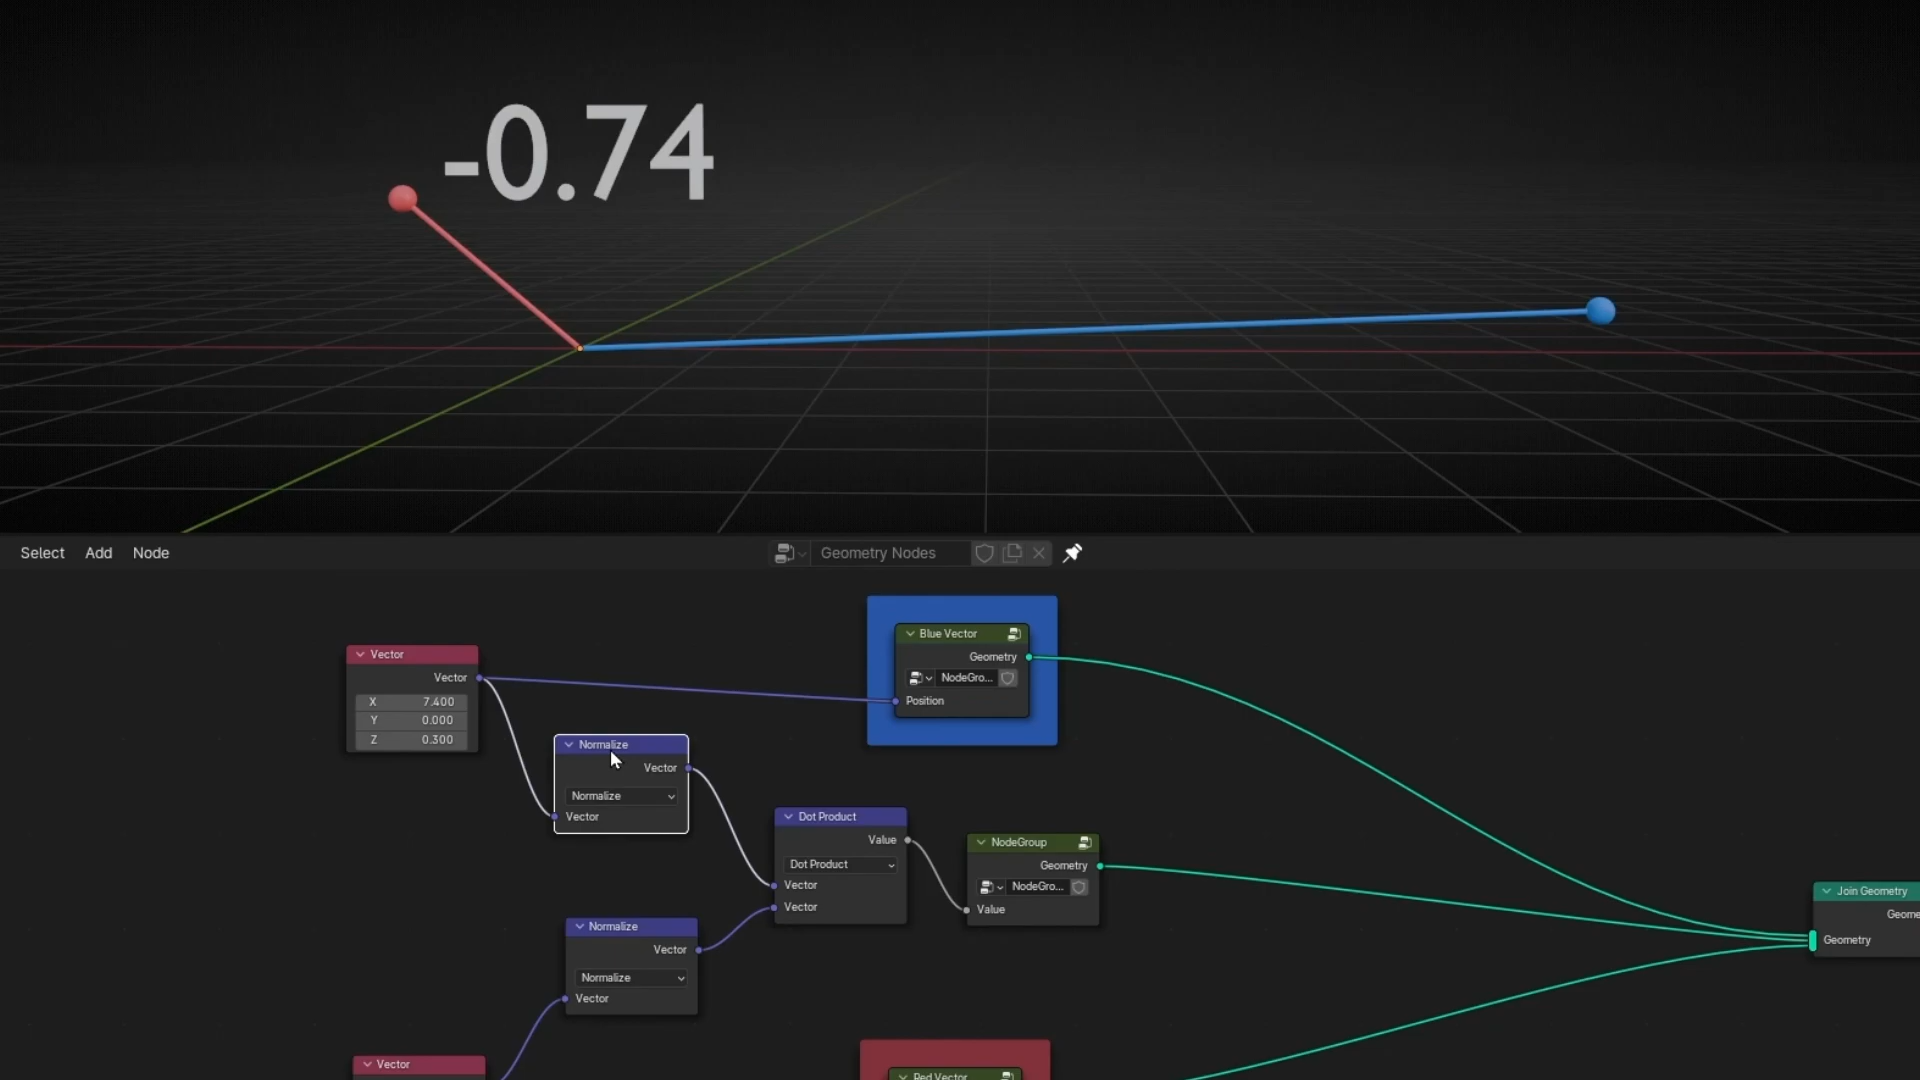 -0.74
Select Add Node
Geometry Nodes
Blue Vector
Geometry
NodeGro...
Position
Vector
Vector
X 7.400
Y 0.000
Z 0.300
Normalize
Vector
Normalize
Vector
Dot Product
Value
Dot Product
Vector
Vector
NodeGroup
Geometry
NodeGro...
Value
Join Geometry
Geome
Geometry
Normalize
Vector
Normalize
Vector
Vector
Red Vector